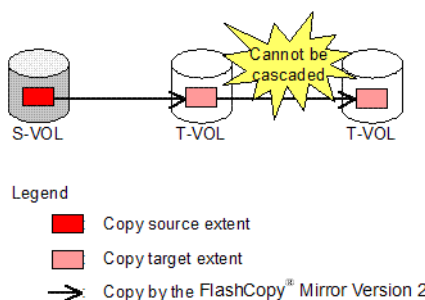 Cannot be
cascaded
S-VOL
T-VOL
T-VOL
Legend
Copy source extent
Copy target extent
Copy by the FlashCopy® Mirror Version 2